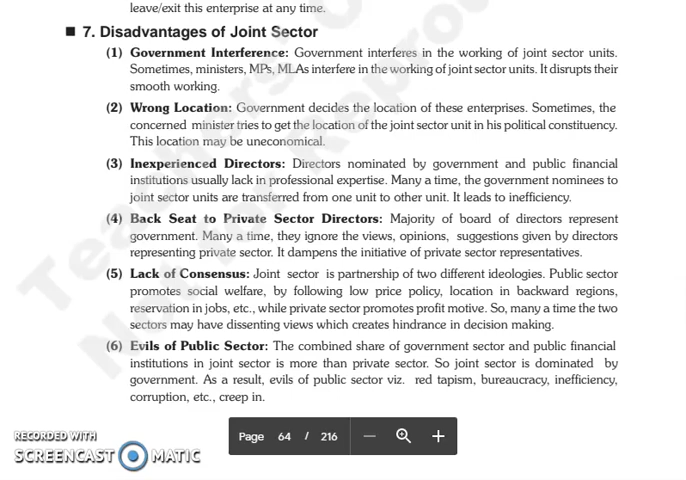 leave/exit this enterprise at any time.
7. Disadvantages of Joint Sector
(1) Government Interference: Government interferes in the working of joint sector units.
Sometimes, ministers, MPs, MLAs interfere in the working of joint sector units. It disrupts their
smooth working.
(2) Wrong Location: Government decides the location of these enterprises. Sometimes, the
concerned minister tries to get the location of the joint sector unit in his political constituency.
This location may be uneconomical.
(3) Inexperienced Directors: Directors nominated by government and public financial
institutions usually lack in professional expertise. Many a time, the government nominees to
joint sector units are transferred from one unit to other unit. It leads to inefficiency.
(4) Back Seat to Private Sector Directors: Majority of board of directors represent
government. Many a time, they ignore the views, opinions, suggestions given by directors
representing private sector. It dampens the initiative of private sector representatives.
(5) Lack of Consensus: Joint sector is partnership of two different ideologies. Public sector
promotes social welfare, by following low price policy, location in backward regions,
reservation in jobs, etc., while private sector promotes profit motive. So, many a time the two
sectors may have dissenting views which creates hindrance in decision making.
(6) Evils of Public Sector: The combined share of government sector and public financial
institutions in joint sector is more than private sector. So joint sector is dominated by
government. As a result, evils of public sector viz. red tapism, bureaucracy, inefficiency,
corruption, etc., creep in.
Page 64 / 216
RECORDED WITH
SCREENCAST MATIC